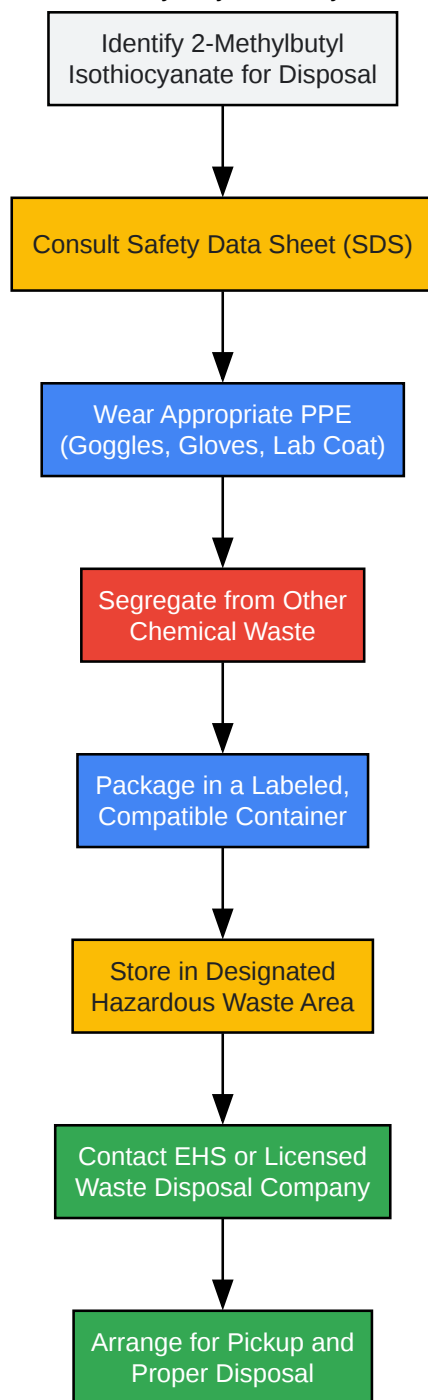 Identify 2-Methylbutyl
Isothiocyanate for Disposal
Consult Safety Data Sheet (SDS)
Wear Appropriate PPE
(Goggles, Gloves, Lab Coat)
Segregate from Other
Chemical Waste
Package in a Labeled,
Compatible Container
Store in Designated
Hazardous Waste Area
Contact EHS or Licensed
Waste Disposal Company
Arrange for Pickup and
Proper Disposal